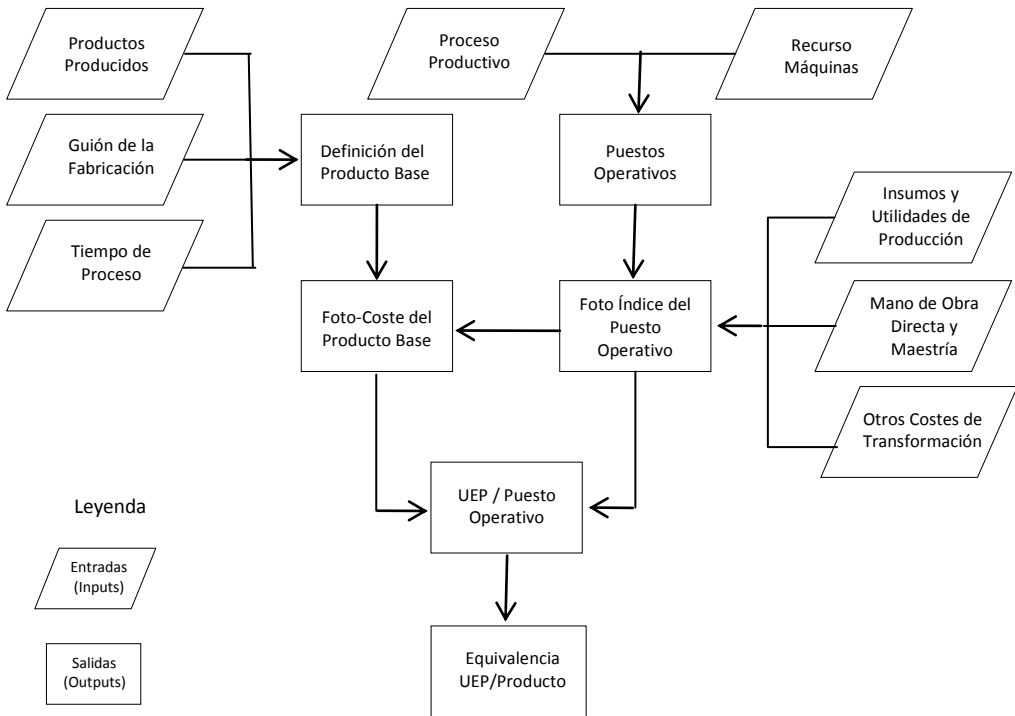 Productos
Producidos
Proceso
Productivo
Recurso
Máquinas
Guión de la
Fabricación
Definición del
Producto Base
Puestos
Operativos
Insumos y
Utilidades de
Producción
Tiempo de
Proceso
Foto-Coste del
Producto Base
Foto Índice del
Puesto
Operativo
Mano de Obra
Directa y
Maestría
Otros Costes de
Transformación
UEP / Puesto
Operativo
Leyenda
Entradas
(Inputs)
Equivalencia
UEP/Producto
Salidas
(Outputs)